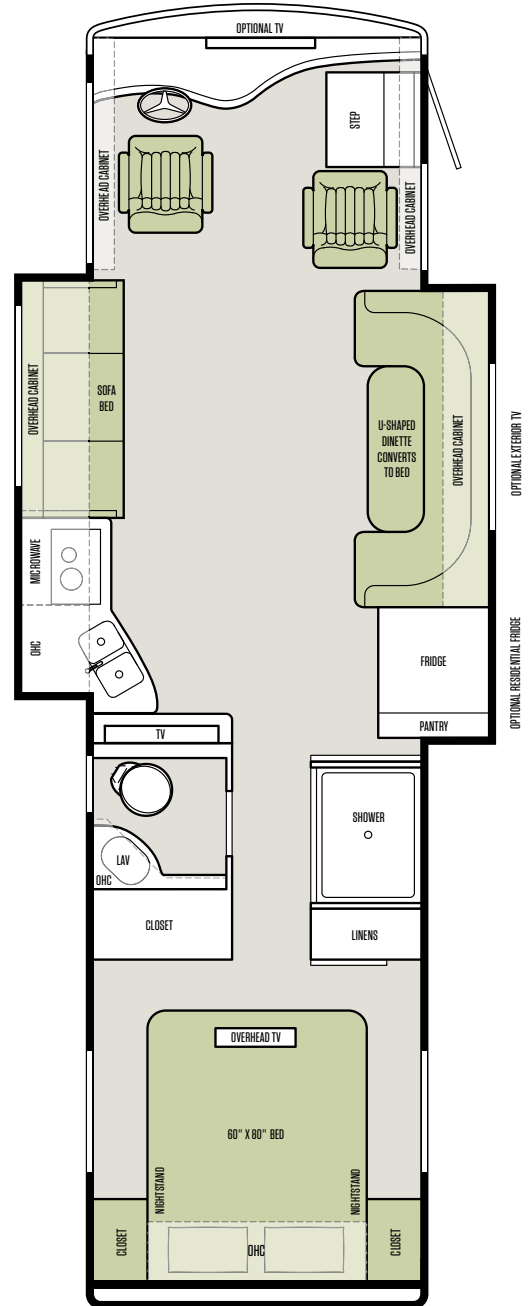 OPTIONAL TV
STEP
OVERHEAD CABINET
OVERHEAD CABINET
OVERHEAD CABINET
SOFA
BED
U-SHAPED
DINETTE
CONVERTS
TO BED
OVERHEAD CABINET
OPTIONAL EXTERIOR TV
MICROWAVE
OHC
FRIDGE
OPTIONAL RESIDENTIAL FRIDGE
PANTRY
TV
SHOWER
LAV
OHC
CLOSET
LINENS
OVERHEAD TV
60" X 80" BED
NIGHTSTAND
NIGHTSTAND
CLOSET
OHC
CLOSET